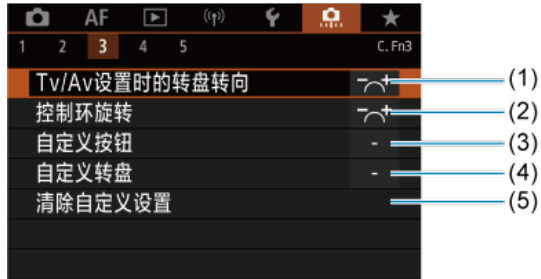 AF
1 2 3 4 5 C.Fn3
Tv/Av设置时的转盘转向 -+ (1)
控制环旋转 -+ (2)
自定义按钮 - (3)
自定义转盘 - (4)
清除自定义设置 (5)